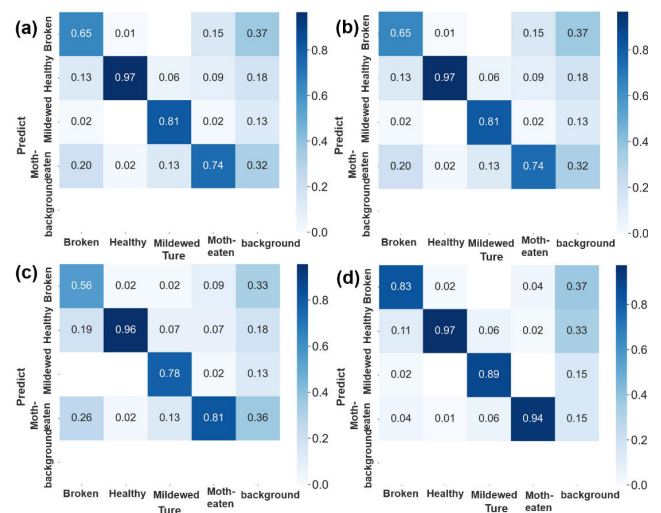 (a)
Predict
Broken
Healthy
Mildewed
Moth-
eaten
background
0.65 0.01 0.15 0.37
0.13 0.97 0.06 0.09 0.18
0.02 0.81 0.02 0.13
0.20 0.02 0.13 0.74 0.32
0.8
0.6
0.4
0.2
0.0
Broken Healthy Mildewed Moth-
eaten background
Ture
(b)
Predict
Broken
Healthy
Mildewed
Moth-
eaten
background
0.65 0.01 0.15 0.37
0.13 0.97 0.06 0.09 0.18
0.02 0.81 0.02 0.13
0.20 0.02 0.13 0.74 0.32
0.8
0.6
0.4
0.2
0.0
Broken Healthy Mildewed Moth-
eaten background
Ture
(c)
Predict
Broken
Healthy
Mildewed
Moth-
eaten
background
0.56 0.02 0.02 0.09 0.33
0.19 0.96 0.07 0.07 0.18
0.78 0.02 0.13
0.26 0.02 0.13 0.81 0.36
0.8
0.6
0.4
0.2
0.0
Broken Healthy Mildewed Moth-
eaten background
Ture
(d)
Predict
Broken
Healthy
Mildewed
Moth-
eaten
background
0.83 0.02 0.04 0.37
0.11 0.97 0.06 0.02 0.33
0.02 0.89 0.15
0.04 0.01 0.06 0.94 0.15
0.8
0.6
0.4
0.2
0.0
Broken Healthy Mildewed Moth-
eaten background
Ture